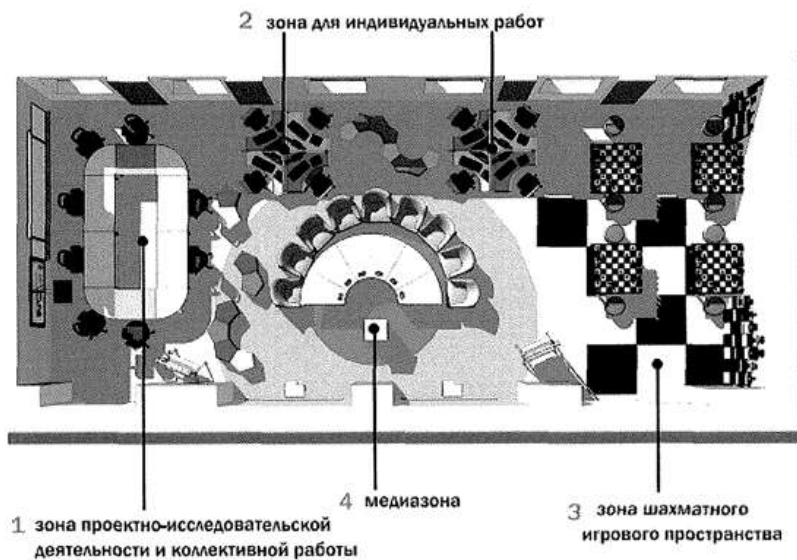 2 зона для индивидуальных работ
1 зона проектно-исследовательской
деятельности и коллективной работы
4 медиазона
3 зона шахматного
игрового пространства